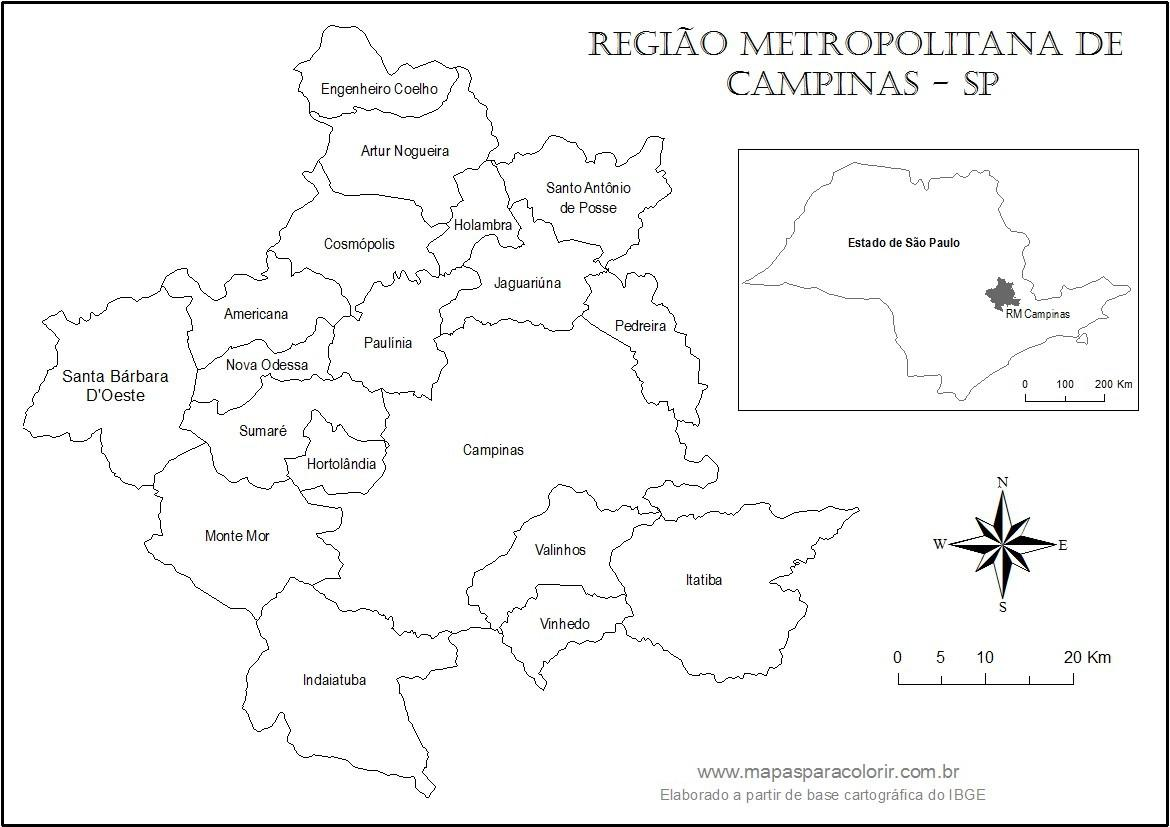 REGIÃO METROPOLITANA DE
CAMPINAS - SP
Engenheiro Coelho
Artur Nogueira
Santo Antônio
de Posse
Holambra
Cosmópolis
Jaguariúna
Americana
Pedreira
Paulínia
Nova Odessa
Santa Bárbara
D'Oeste
Sumaré
Campinas
Hortolândia
Monte Mor
Valinhos
Itatiba
Vinhedo
Indaiatuba
Estado de São Paulo
RM Campinas
0 100 200 Km
N
W E
S
0 5 10 20 Km
www.mapasparacolorir.com.br
Elaborado a partir de base cartográfica do IBGE